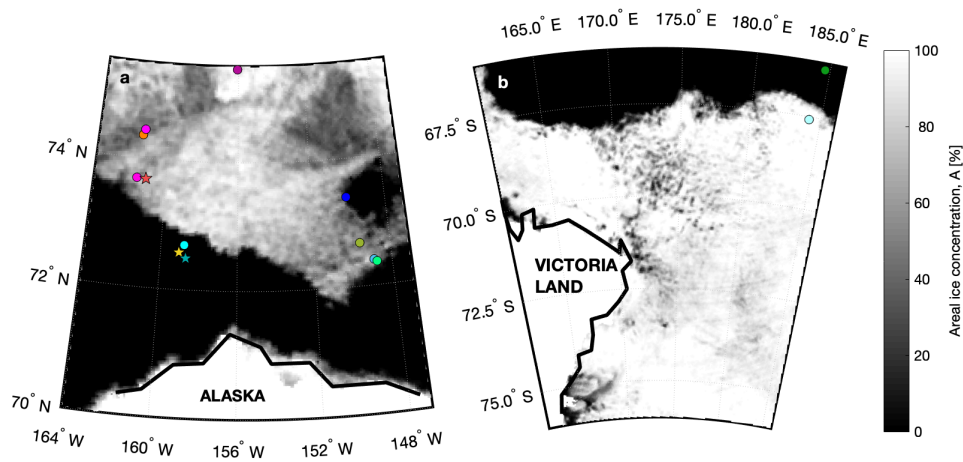 165.0° E
170.0° E
175.0° E
180.0° E
185.0° E
a
b
74° N
72° N
70° N
164° W
160° W
156° W
152° W
148° W
ALASKA
67.5° S
70.0° S
72.5° S
75.0° S
VICTORIA
LAND
100
80
60
40
20
0
Areal ice concentration, A [%]